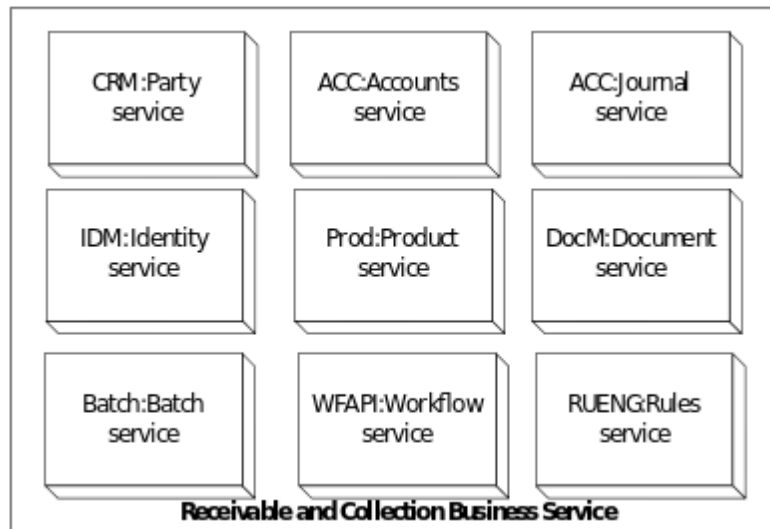 CRM:Party
service
ACC:Accounts
service
ACC:Journal
service
IDM:Identity
service
Prod:Product
service
DocM:Document
service
Batch:Batch
service
WFAPI:Workflow
service
RUENG:Rules
service
Receivable and Collection Business Service